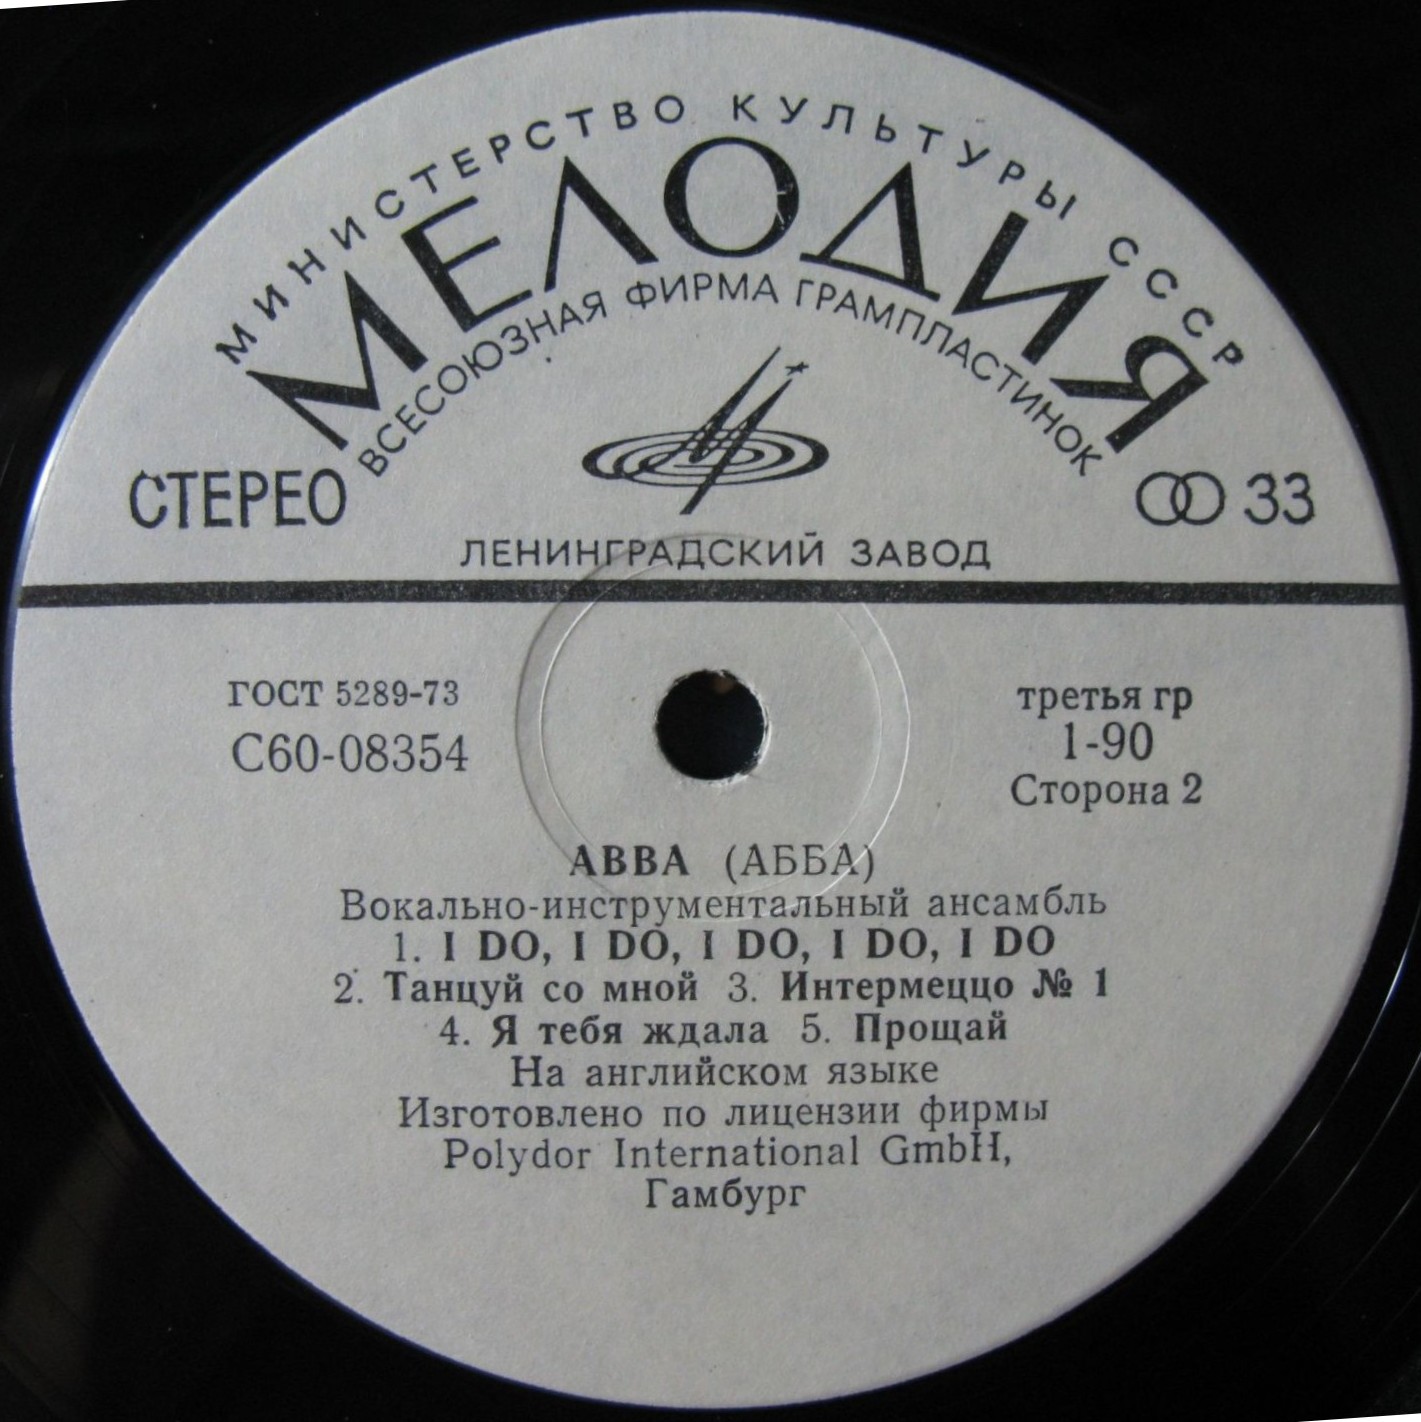 МИНИСТЕРСТВО КУЛЬТУРЫ СССР
МЕЛОДИЯ
ВСЕСОЮЗНАЯ ФИРМА ГРАМПЛАСТИНОК
СТЕРЕО
33
ЛЕНИНГРАДСКИЙ ЗАВОД
ГОСТ 5289-73
С60-08354
третья гр
1-90
Сторона 2
ABBA (АББА)
Вокально-инструментальный ансамбль
1. I DO, I DO, I DO, I DO, I DO
2. Танцуй со мной 3. Интермеццо № 1
4. Я тебя ждала 5. Прощай
На английском языке
Изготовлено по лицензии фирмы
Polydor International GmbH,
Гамбург